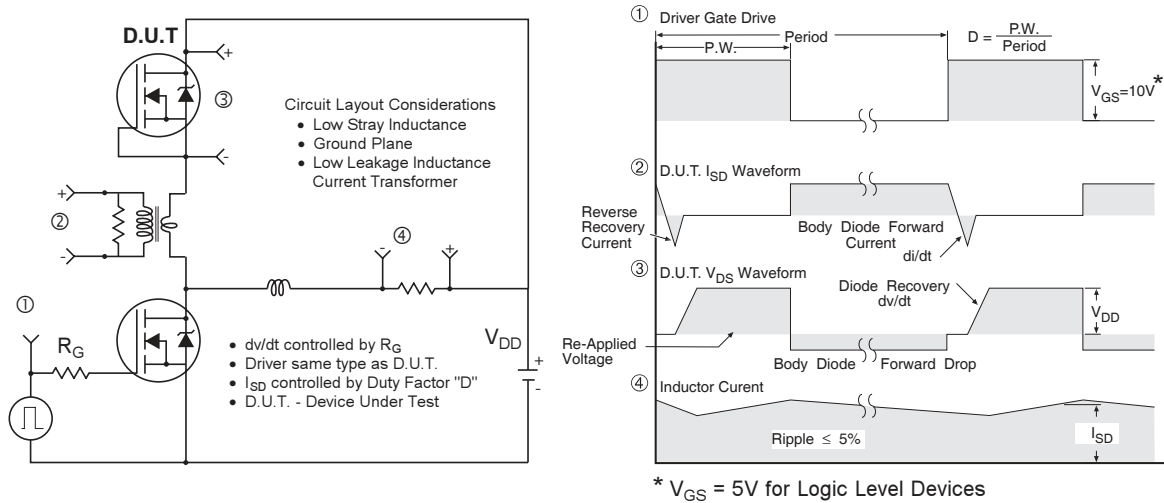 D.U.T
+
③
-
Circuit Layout Considerations
• Low Stray Inductance
• Ground Plane
• Low Leakage Inductance
Current Transformer
+
②
-
④
- +
①
R_G
• dv/dt controlled by R_G
• Driver same type as D.U.T.
• I_SD controlled by Duty Factor "D"
• D.U.T. - Device Under Test
V_DD
+
-
① Driver Gate Drive
Period
P.W.
D = P.W. / Period
V_GS=10V*
② D.U.T. I_SD Waveform
Reverse
Recovery
Current
Body Diode Forward
Current
di/dt
③ D.U.T. V_DS Waveform
Diode Recovery
dv/dt
V_DD
Re-Applied
Voltage
Body Diode Forward Drop
④ Inductor Curent
Ripple ≤ 5%
I_SD
* V_GS = 5V for Logic Level Devices